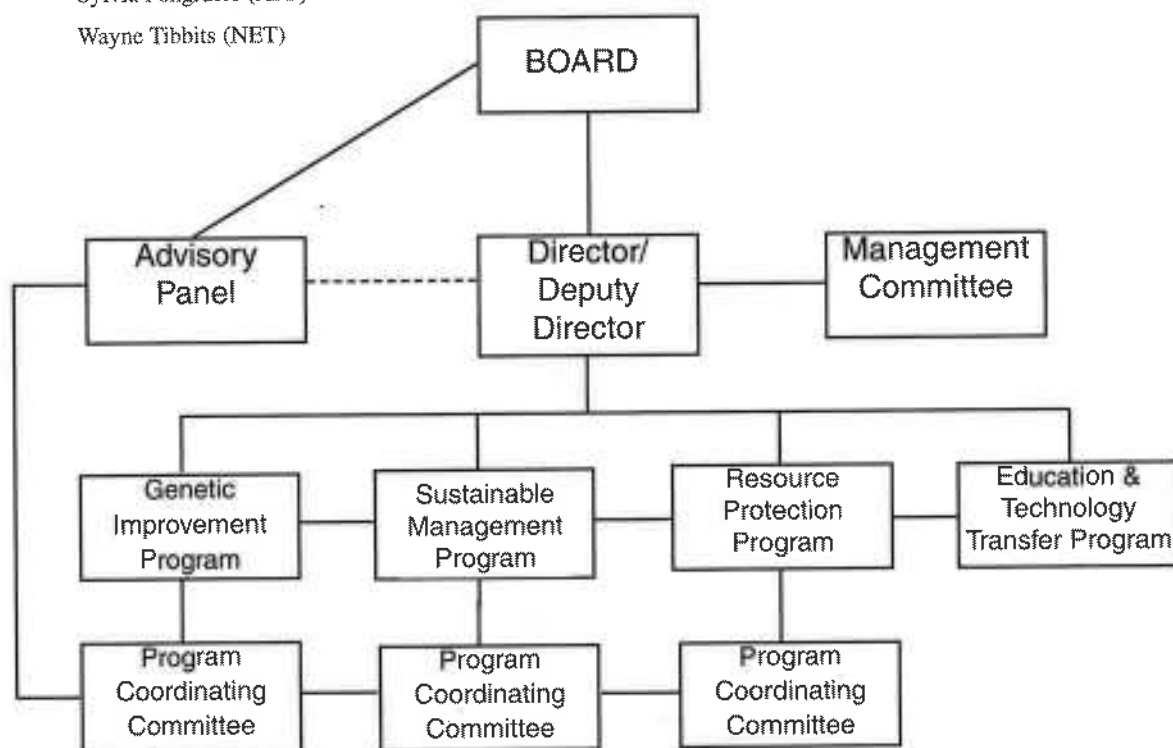 Wayne Tibbits (NET)
BOARD
Advisory
Panel
Director/
Deputy
Director
Management
Committee
Genetic
Improvement
Program
Sustainable
Management
Program
Resource
Protection
Program
Education &
Technology
Transfer Program
Program
Coordinating
Committee
Program
Coordinating
Committee
Program
Coordinating
Committee